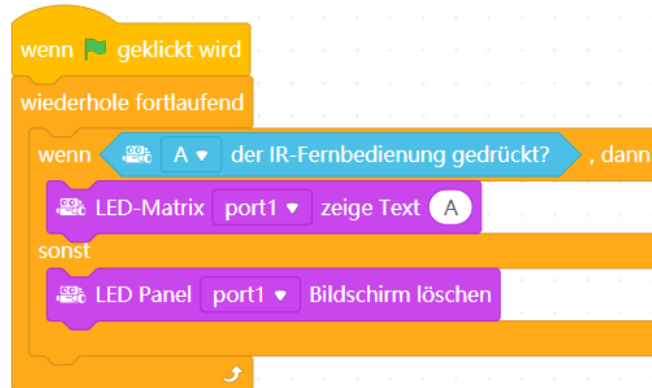 wenn geklickt wird
wiederhole fortlaufend
wenn A der IR-Fernbedienung gedrückt? , dann
LED-Matrix port1 zeige Text A
sonst
LED Panel port1 Bildschirm löschen